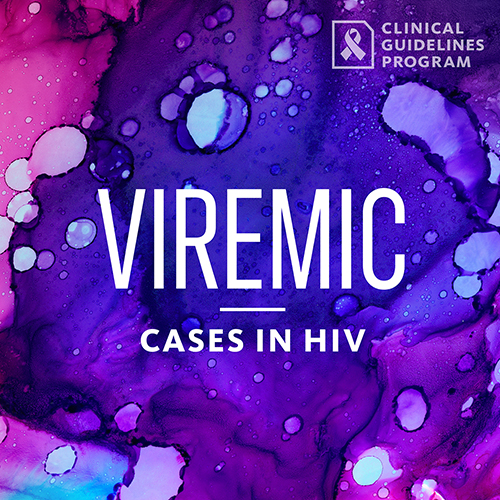 CLINICAL
GUIDELINES
PROGRAM
VIREMIC
CASES IN HIV